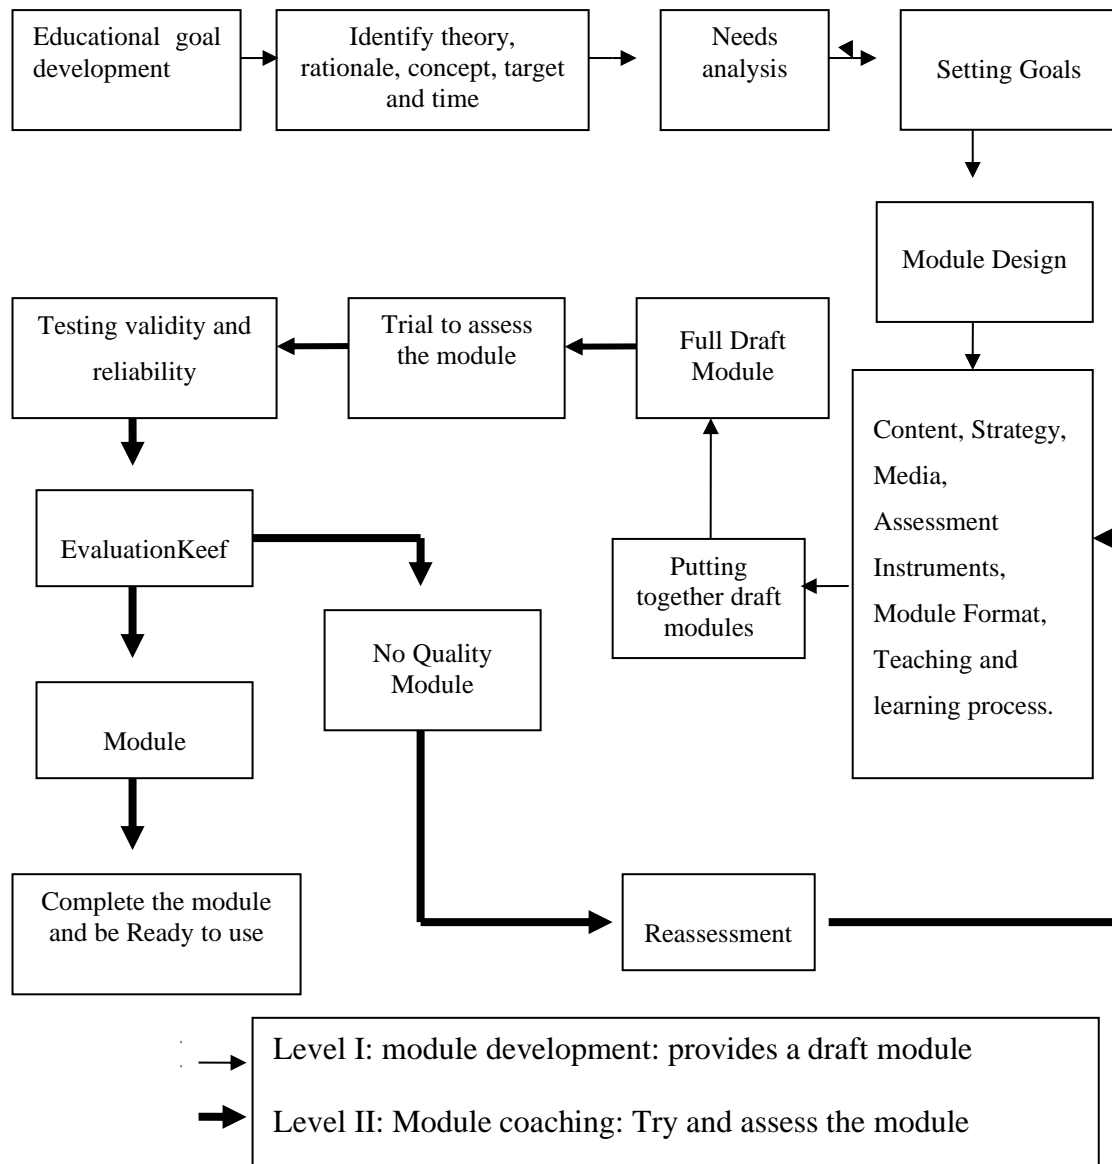 Educational goal
development
Identify theory,
rationale, concept, target
and time
Needs
analysis
Setting Goals
Module Design
Testing validity and
reliability
Trial to assess
the module
Full Draft
Module
Content, Strategy,
Media,
Assessment
Instruments,
Module Format,
Teaching and
learning process.
EvaluationKeef
Putting
together draft
modules
No Quality
Module
Module
Complete the module
and be Ready to use
Reassessment
Level I: module development: provides a draft module
Level II: Module coaching: Try and assess the module